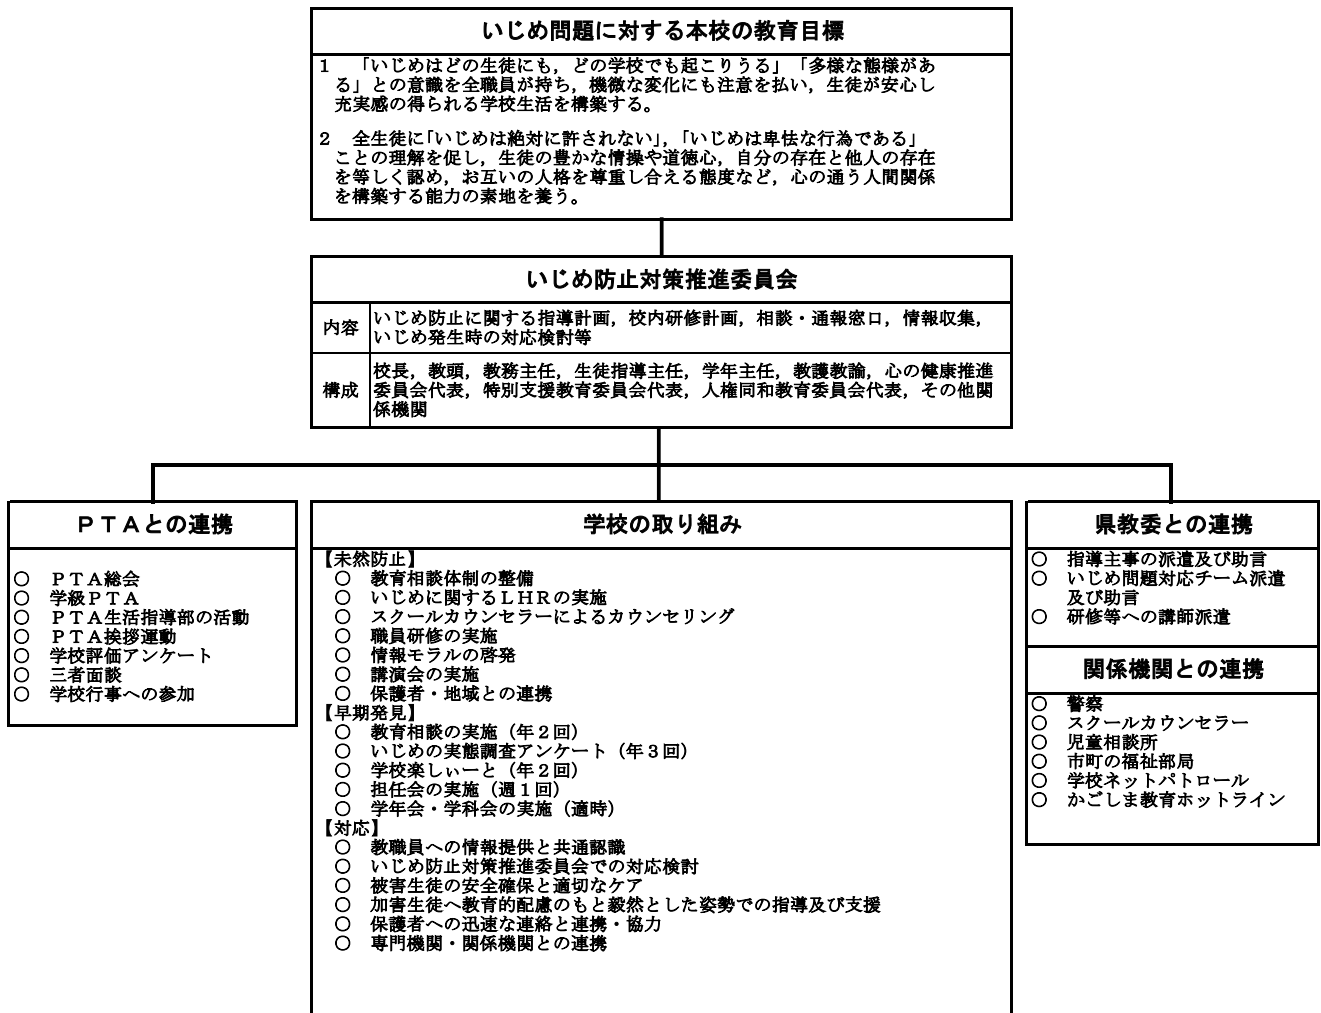 いじめ問題に対する本校の教育目標
１　「いじめはどの生徒にも，どの学校でも起こりうる」「多様な態様があ
る」との意識を全職員が持ち，機微な変化にも注意を払い，生徒が安心し
充実感の得られる学校生活を構築する。
２　全生徒に｢いじめは絶対に許されない｣，｢いじめは卑怯な行為である」
ことの理解を促し，生徒の豊かな情操や道徳心，自分の存在と他人の存在
を等しく認め，お互いの人格を尊重し合える態度など，心の通う人間関係
を構築する能力の素地を養う。
いじめ防止対策推進委員会
内容
いじめ防止に関する指導計画，校内研修計画，相談・通報窓口，情報収集，
いじめ発生時の対応検討等
構成
校長，教頭，教務主任，生徒指導主任，学年主任，教護教諭，心の健康推進
委員会代表，特別支援教育委員会代表，人権同和教育委員会代表，その他関
係機関
ＰＴＡとの連携
○　ＰＴＡ総会
○　学級ＰＴＡ
○　ＰＴＡ生活指導部の活動
○　ＰＴＡ挨拶運動
○　学校評価アンケート
○　三者面談
○　学校行事への参加
学校の取り組み
【未然防止】
○　教育相談体制の整備
○　いじめに関するＬＨＲの実施
○　スクールカウンセラーによるカウンセリング
○　職員研修の実施
○　情報モラルの啓発
○　講演会の実施
○　保護者・地域との連携
【早期発見】
○　教育相談の実施（年２回）
○　いじめの実態調査アンケート（年３回）
○　学校楽しぃーと（年２回）
○　担任会の実施（週１回）
○　学年会・学科会の実施（適時）
【対応】
○　教職員への情報提供と共通認識
○　いじめ防止対策推進委員会での対応検討
○　被害生徒の安全確保と適切なケア
○　加害生徒へ教育的配慮のもと毅然とした姿勢での指導及び支援
○　保護者への迅速な連絡と連携・協力
○　専門機関・関係機関との連携
県教委との連携
○　指導主事の派遣及び助言
○　いじめ問題対応チーム派遣
及び助言
○　研修等への講師派遣
関係機関との連携
○　警察
○　スクールカウンセラー
○　児童相談所
○　市町の福祉部局
○　学校ネットパトロール
○　かごしま教育ホットライン